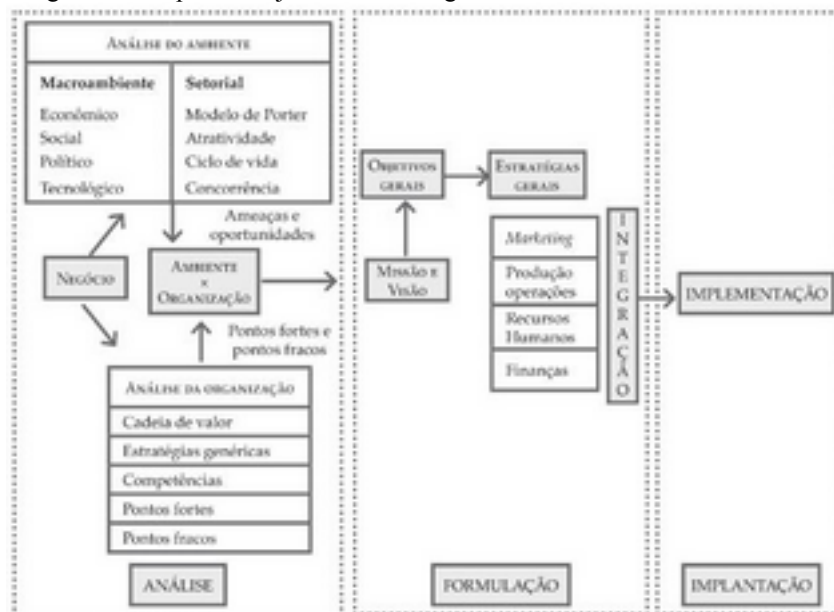 ANÁLISE DO AMBIENTE
Macroambiente
Econômico
Social
Político
Tecnológico
Setorial
Modelo de Porter
Atratividade
Ciclo de vida
Concorrência
Ameaças e
oportunidades
NEGÓCIO
AMBIENTE
×
ORGANIZAÇÃO
Pontos fortes e
pontos fracos
ANÁLISE DA ORGANIZAÇÃO
Cadeia de valor
Estratégias genéricas
Competências
Pontos fortes
Pontos fracos
ANÁLISE
OBJETIVOS
GERAIS
ESTRATÉGIAS
GERAIS
MISSÃO E
VISÃO
Marketing
Produção
operações
Recursos
Humanos
Finanças
INTEGRAÇÃO
FORMULAÇÃO
IMPLEMENTAÇÃO
IMPLANTAÇÃO